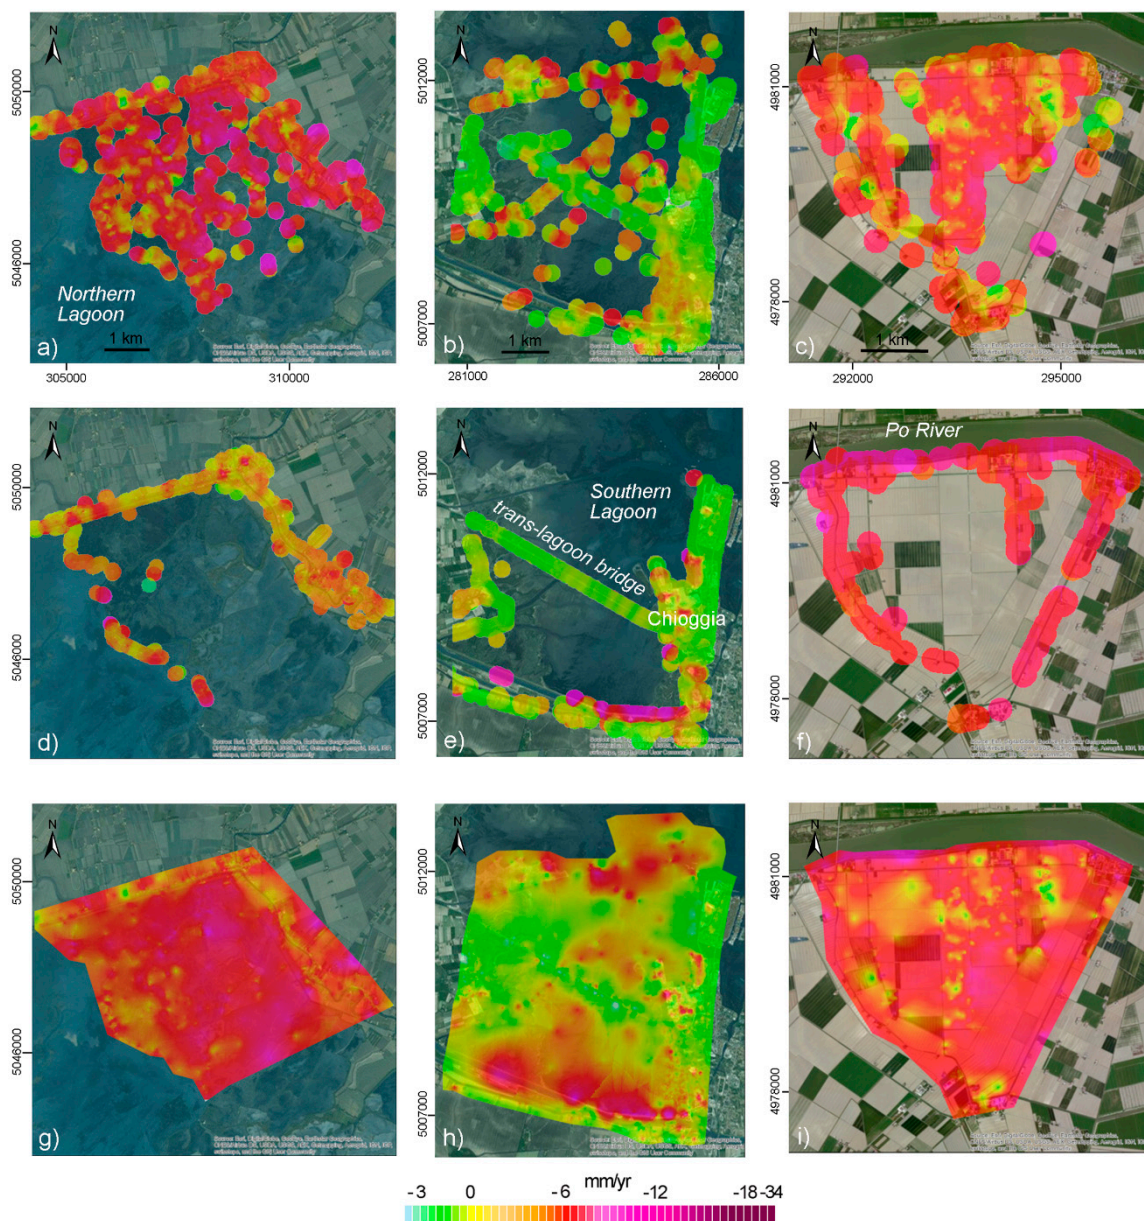 N
5050000
5046000
Northern
Lagoon
a)
1 km
305000
310000
N
5012000
5007000
b)
1 km
281000
286000
N
4981000
4978000
c)
1 km
292000
295000
N
5050000
5046000
d)
N
5012000
5007000
Southern
Lagoon
trans-lagoon bridge
Chioggia
e)
N
Po River
4981000
4978000
f)
N
5050000
5046000
g)
N
5012000
5007000
h)
N
4981000
4978000
i)
mm/yr
-3 0 -6 -12 -18 -34